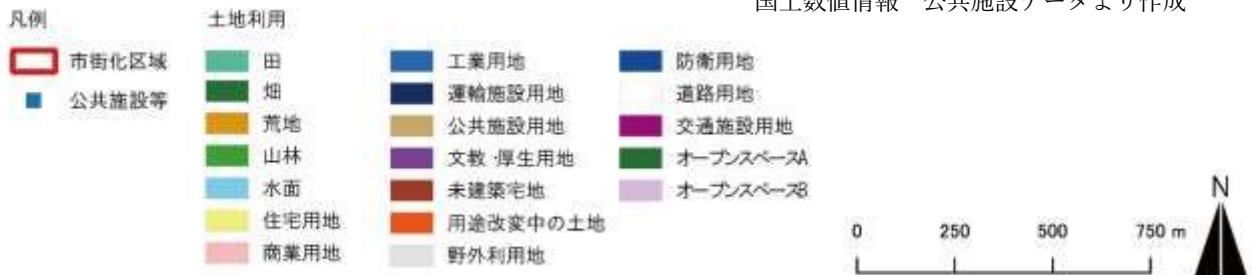 国土数値情報 公共施設データより作成
凡例
市街化区域
公共施設等
土地利用
田
畑
荒地
山林
水面
住宅用地
商業用地
工業用地
運輸施設用地
公共施設用地
文教・厚生用地
未建築宅地
用途改変中の土地
野外利用地
防衛用地
道路用地
交通施設用地
オープンスペースA
オープンスペースB
0 250 500 750 m
N